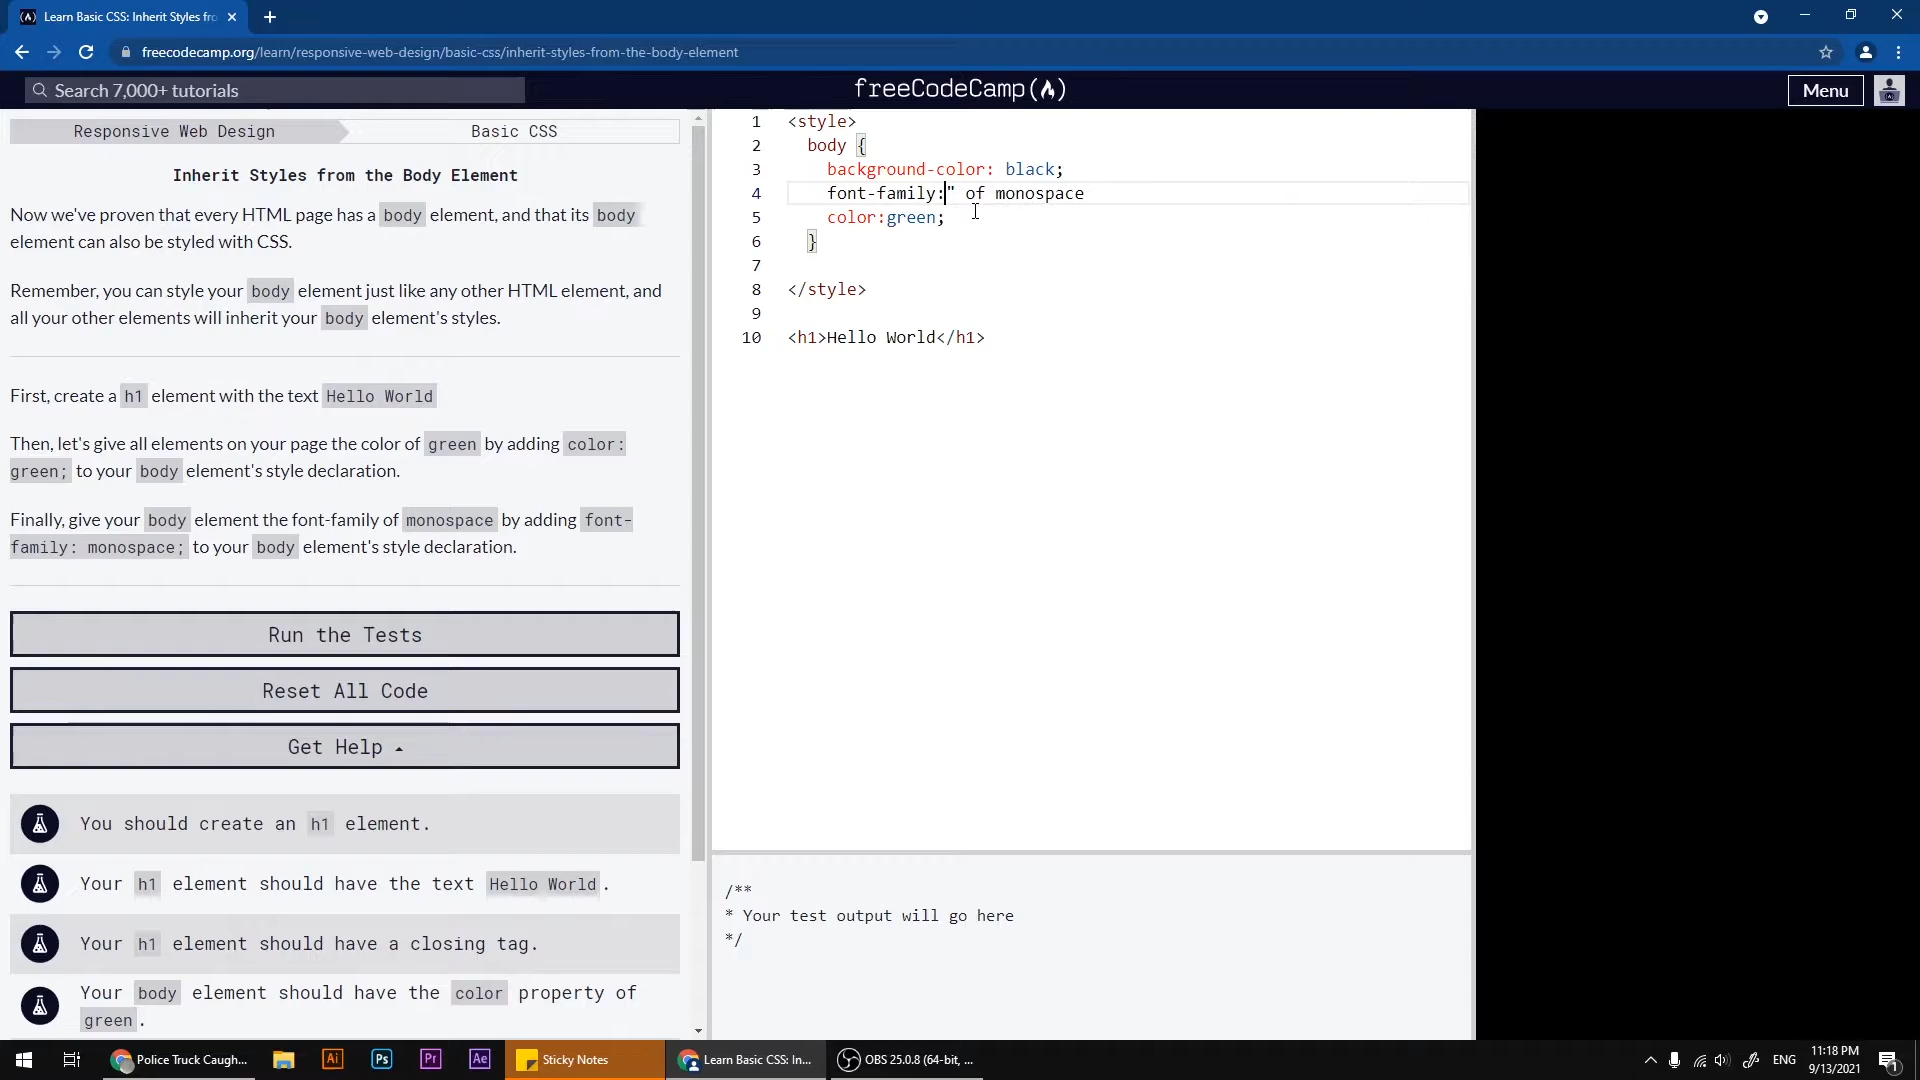 Learn Basic CSS: Inherit Styles fro
freecodecamp.org/learn/responsive-web-design/basic-css/inherit-styles-from-the-body-element
Search 7,000+ tutorials
freeCodeCamp
Menu
Responsive Web Design
Basic CSS
Inherit Styles from the Body Element
Now we've proven that every HTML page has a body element, and that its body
element can also be styled with CSS.
Remember, you can style your body element just like any other HTML element, and
all your other elements will inherit your body element's styles.
First, create a h1 element with the text Hello World
Then, let's give all elements on your page the color of green by adding color:
green; to your body element's style declaration.
Finally, give your body element the font-family of monospace by adding font-
family: monospace; to your body element's style declaration.
Run the Tests
Reset All Code
Get Help
You should create an h1 element.
Your h1 element should have the text Hello World.
Your h1 element should have a closing tag.
Your body element should have the color property of
green.
1 <style>
2 body {
3 background-color: black;
4 font-family:" of monospace
5 color:green;
6 }
7
8 </style>
9
10 <h1>Hello World</h1>
/**
* Your test output will go here
*/
Police Truck Caugh...
Ai
Ps
Pr
Ae
Sticky Notes
Learn Basic CSS: In...
OBS 25.0.8 (64-bit, ...
ENG
11:18 PM
9/13/2021
1